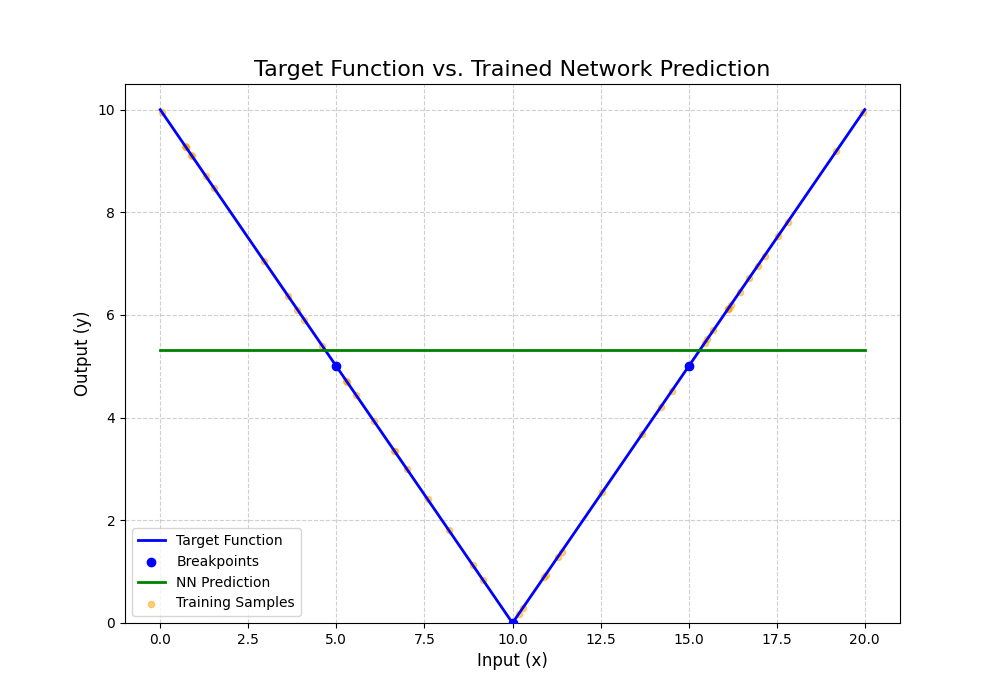 Target Function vs. Trained Network Prediction
Output (y)
10
8
6
4
2
0
Target Function
Breakpoints
NN Prediction
Training Samples
0.0 2.5 5.0 7.5 10.0 12.5 15.0 17.5 20.0
Input (x)